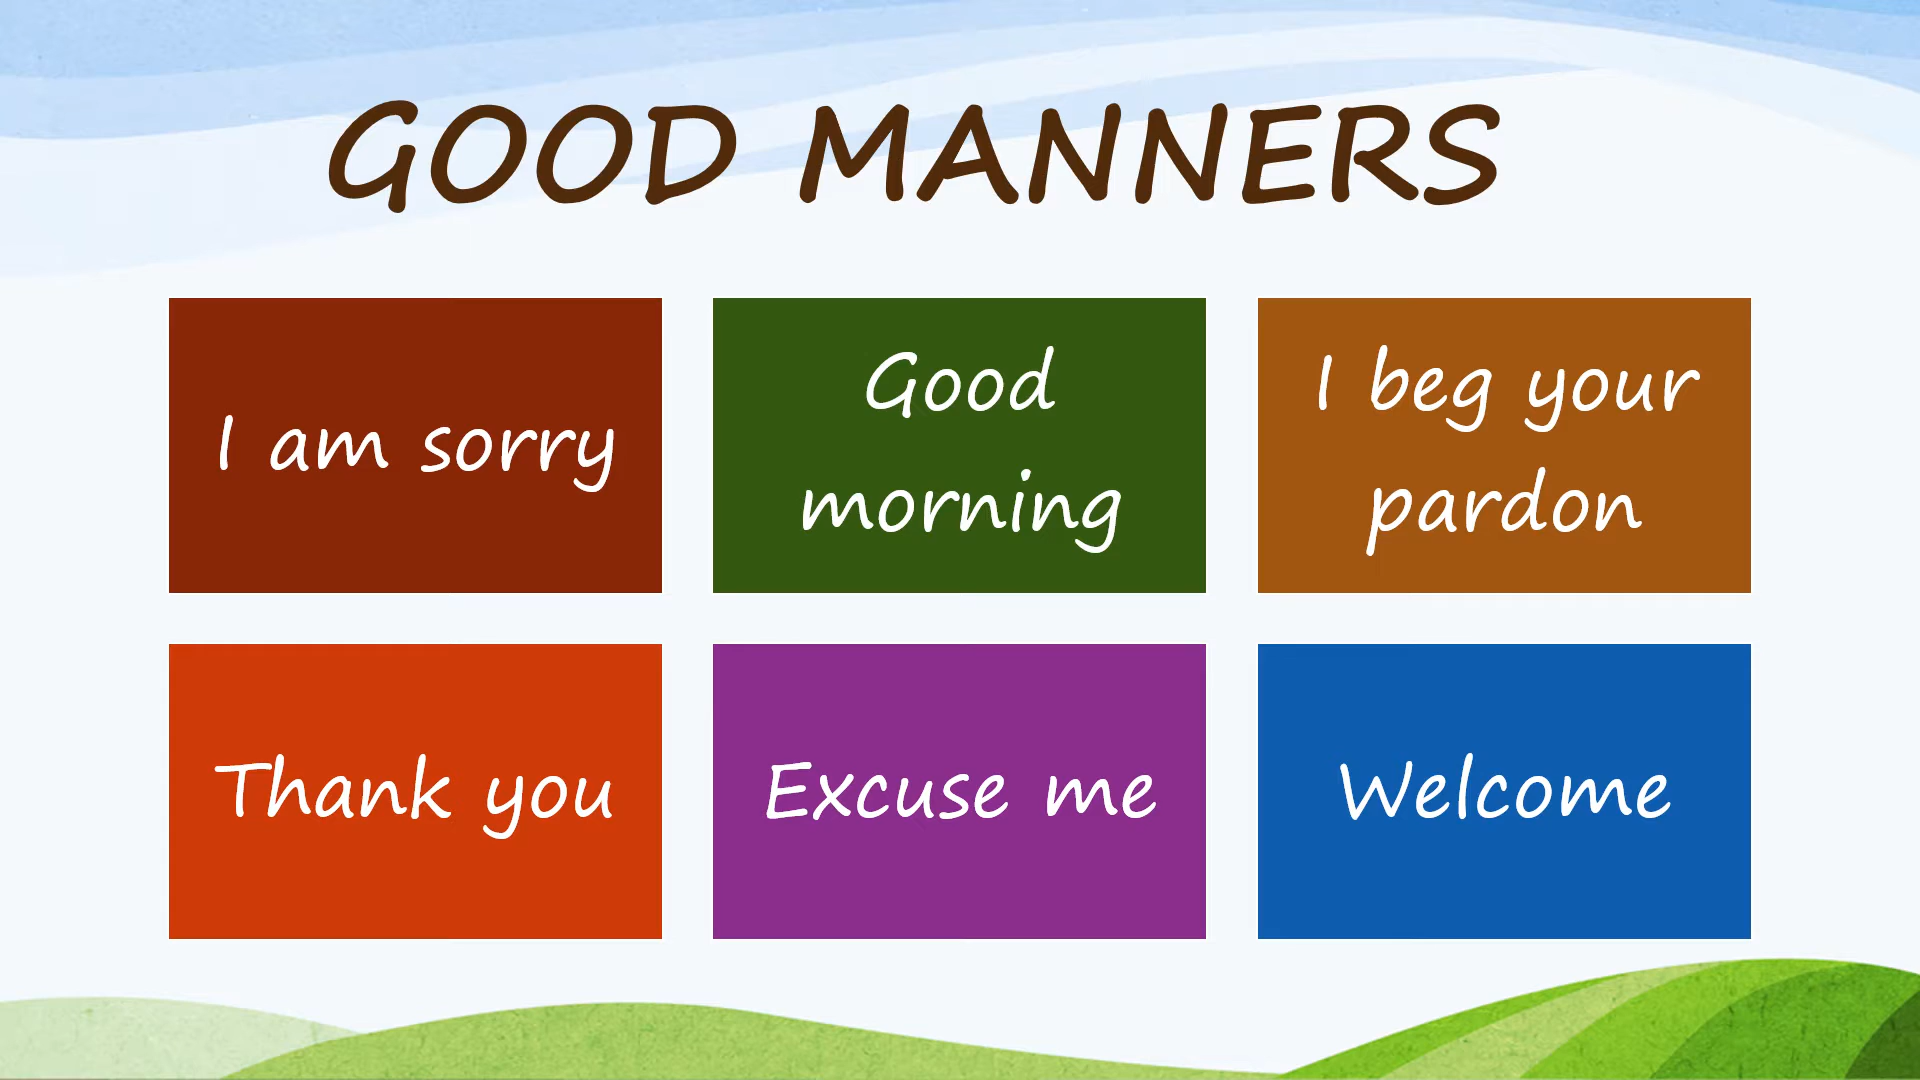 GOOD MANNERS
I am sorry
Good
morning
I beg your
pardon
Thank you
Excuse me
Welcome